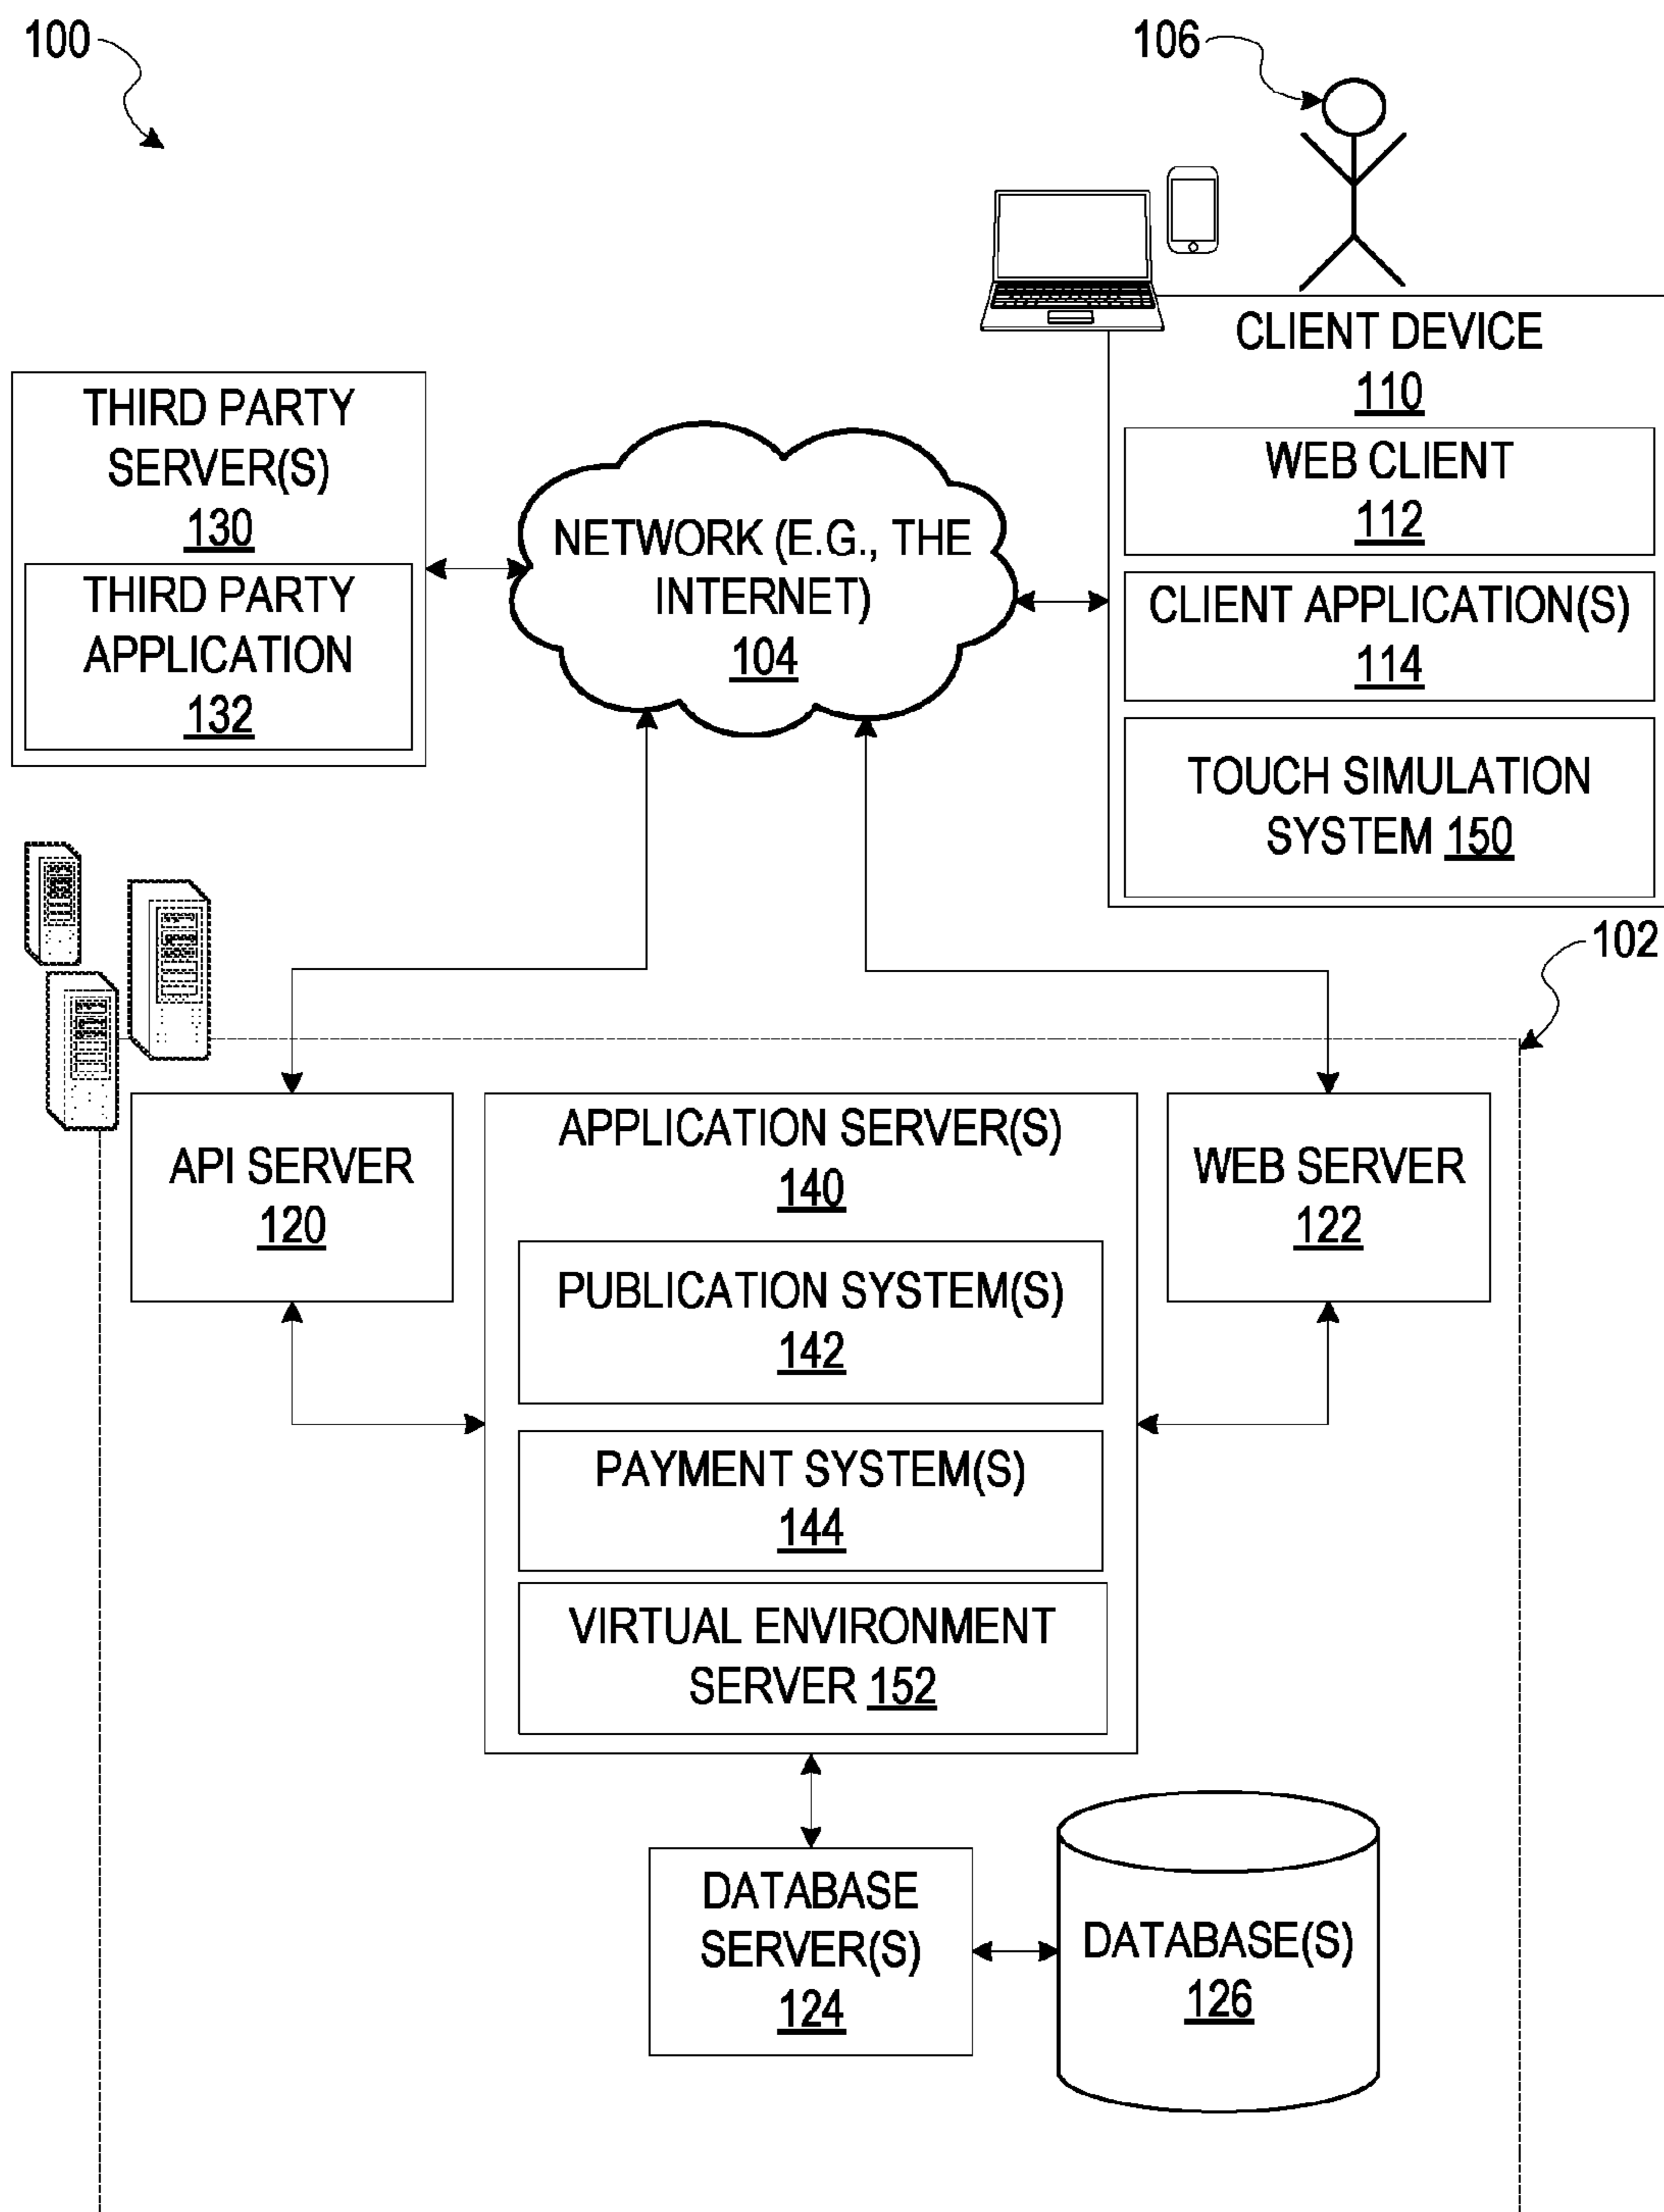 100
106
CLIENT DEVICE
110
WEB CLIENT
112
CLIENT APPLICATION(S)
114
TOUCH SIMULATION
SYSTEM 150
THIRD PARTY
SERVER(S)
130
THIRD PARTY
APPLICATION
132
NETWORK (E.G., THE
INTERNET)
104
102
API SERVER
120
APPLICATION SERVER(S)
140
PUBLICATION SYSTEM(S)
142
PAYMENT SYSTEM(S)
144
VIRTUAL ENVIRONMENT
SERVER 152
WEB SERVER
122
DATABASE
SERVER(S)
124
DATABASE(S)
126